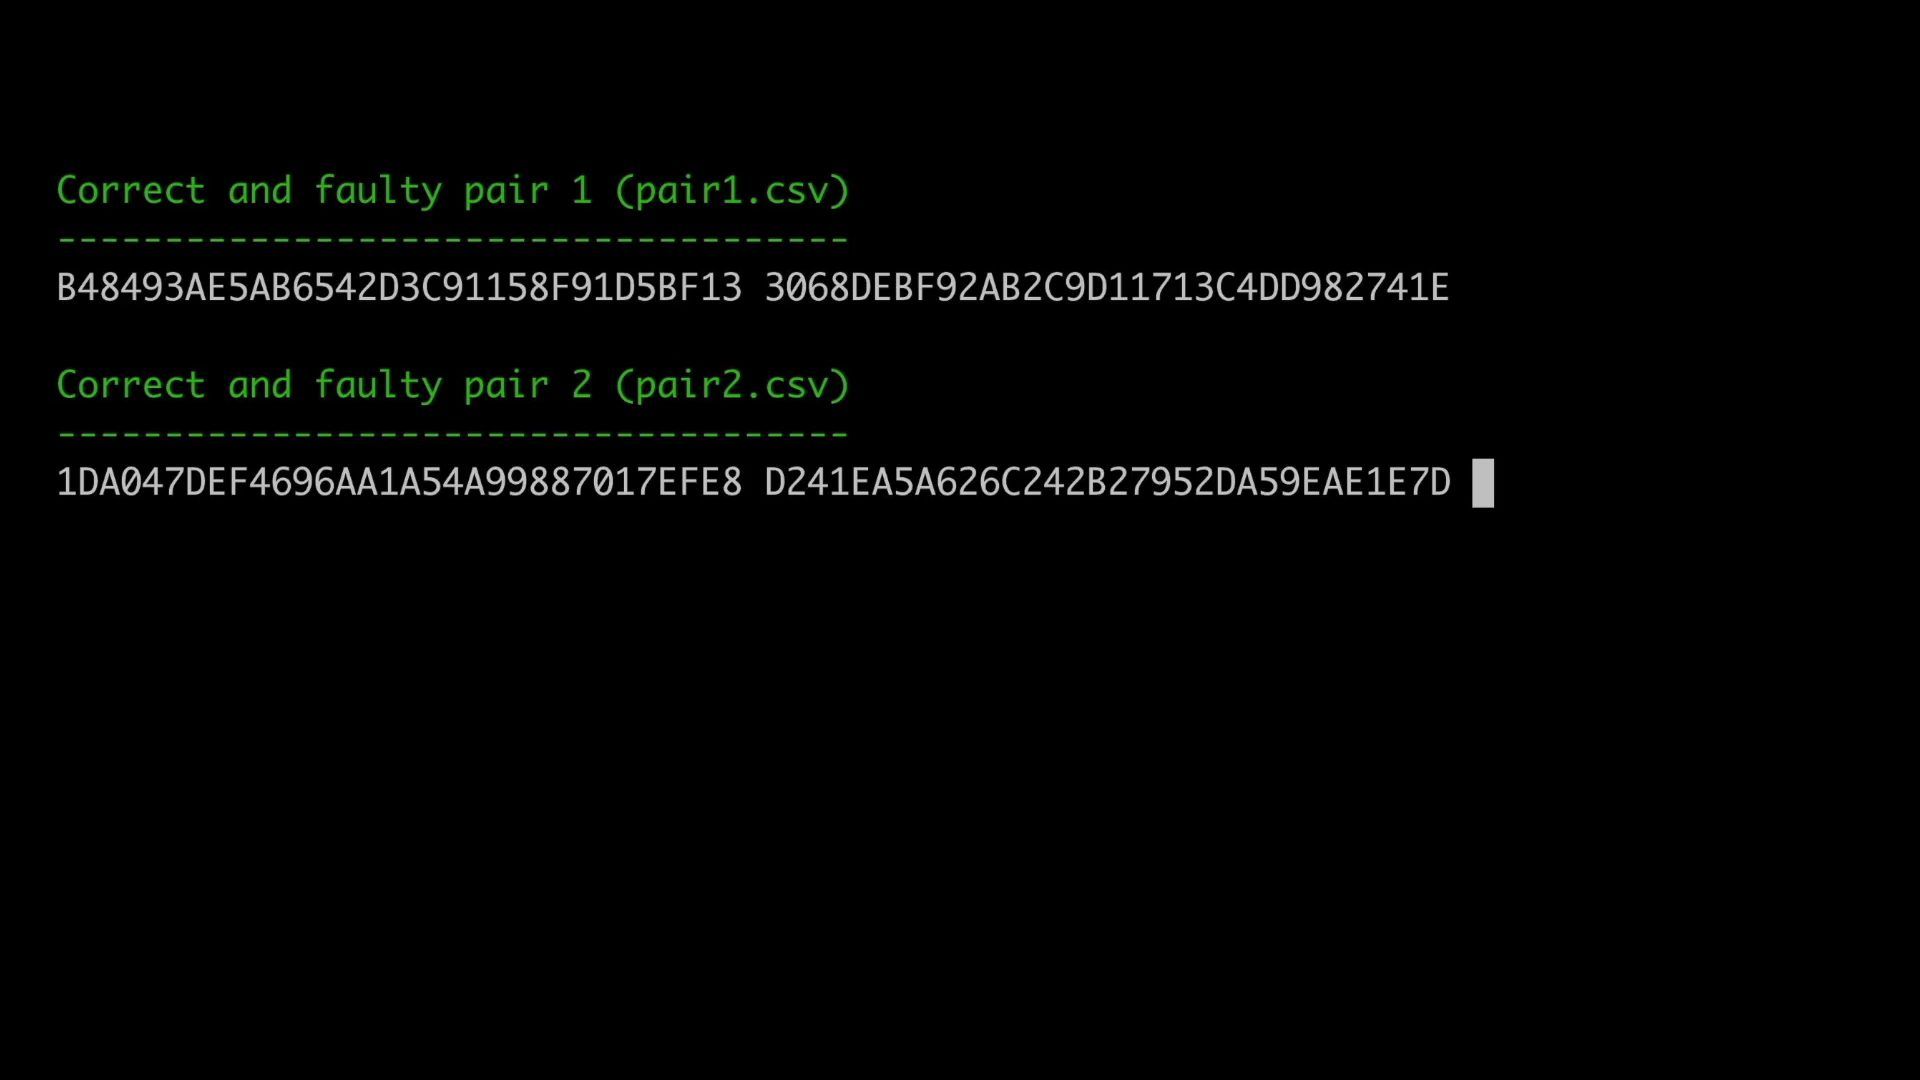 Correct and faulty pair 1 (pair1.csv)
-------------------------------------
B48493AE5AB6542D3C91158F91D5BF13 3068DEBF92AB2C9D11713C4DD982741E
Correct and faulty pair 2 (pair2.csv)
-------------------------------------
1DA047DEF4696AA1A54A99887017EFE8 D241EA5A626C242B27952DA59EAE1E7D